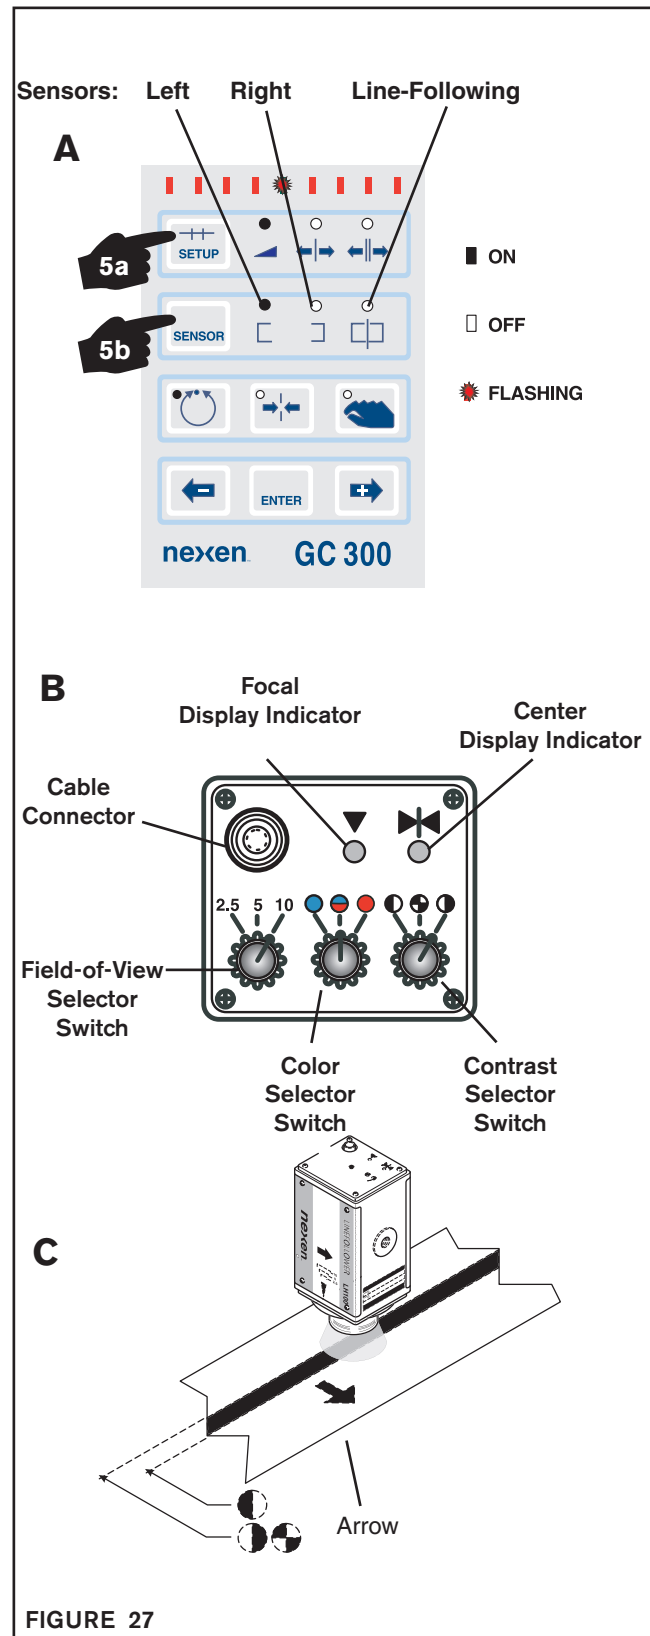 Sensors: Left Right Line-Following
A
5a
SETUP
ON
5b
SENSOR
OFF
FLASHING
ENTER
nexen GC 300
B
Focal
Display Indicator
Center
Display Indicator
Cable
Connector
2.5 5 10
Field-of-View
Selector
Switch
Color
Selector
Switch
Contrast
Selector
Switch
C
nexen
LINEFOLLOWER
Arrow
FIGURE 27